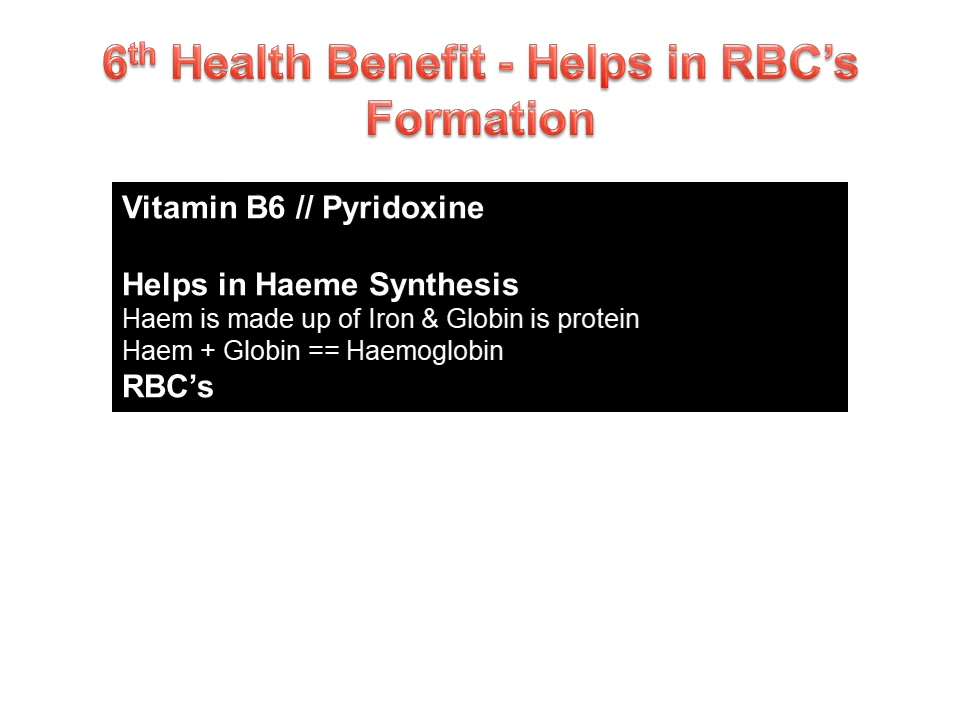 6th Health Benefit - Helps in RBC’s
Formation
Vitamin B6 // Pyridoxine
Helps in Haeme Synthesis
Haem is made up of Iron & Globin is protein
Haem + Globin == Haemoglobin
RBC’s